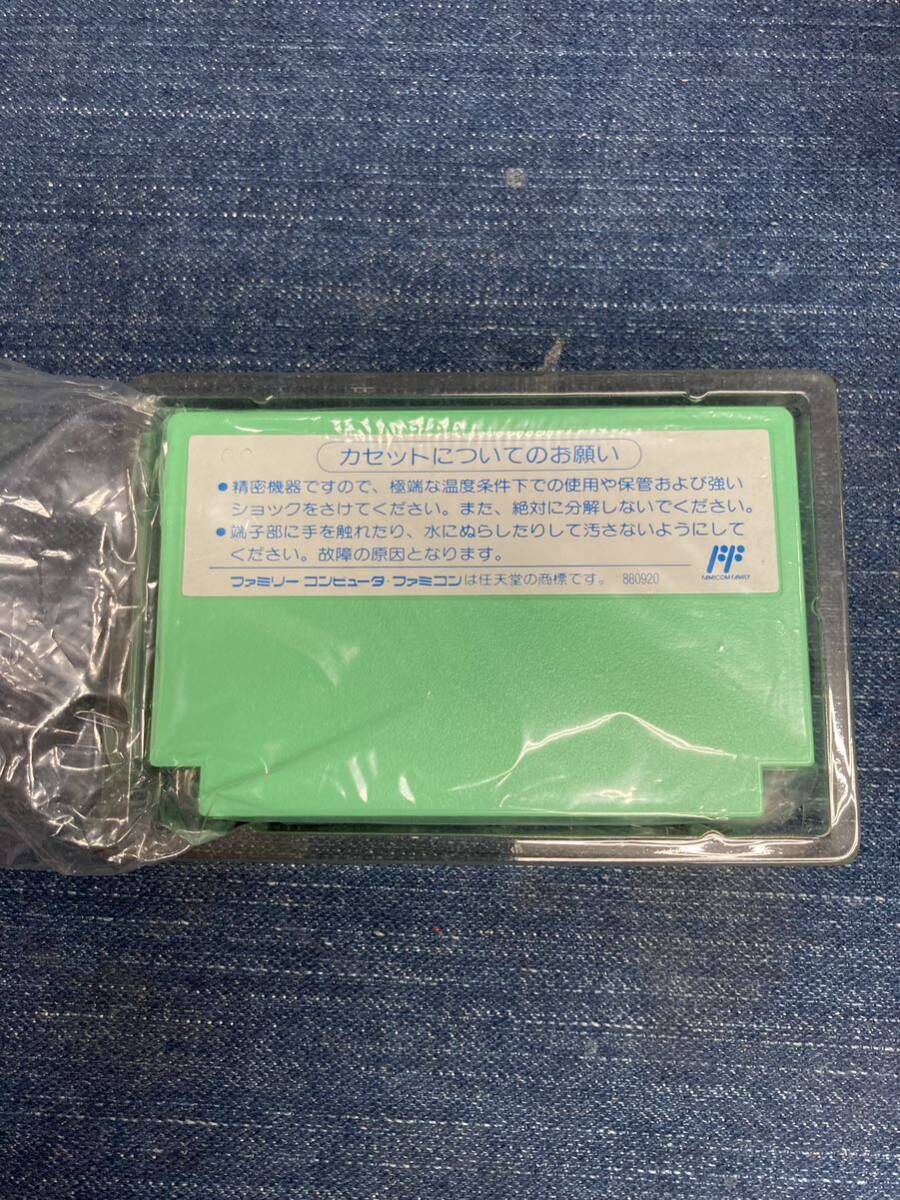 カセットについてのお願い
●精密機器ですので、極端な温度条件下での使用や保管および強い
ショックをさけてください。また、絶対に分解しないでください。
●端子部に手を触れたり、水にぬらしたりして汚さないようにして
ください。故障の原因となります。
FF
FAMICOM FAMILY
ファミリー コンピュータ・ファミコンは任天堂の商標です。 880920